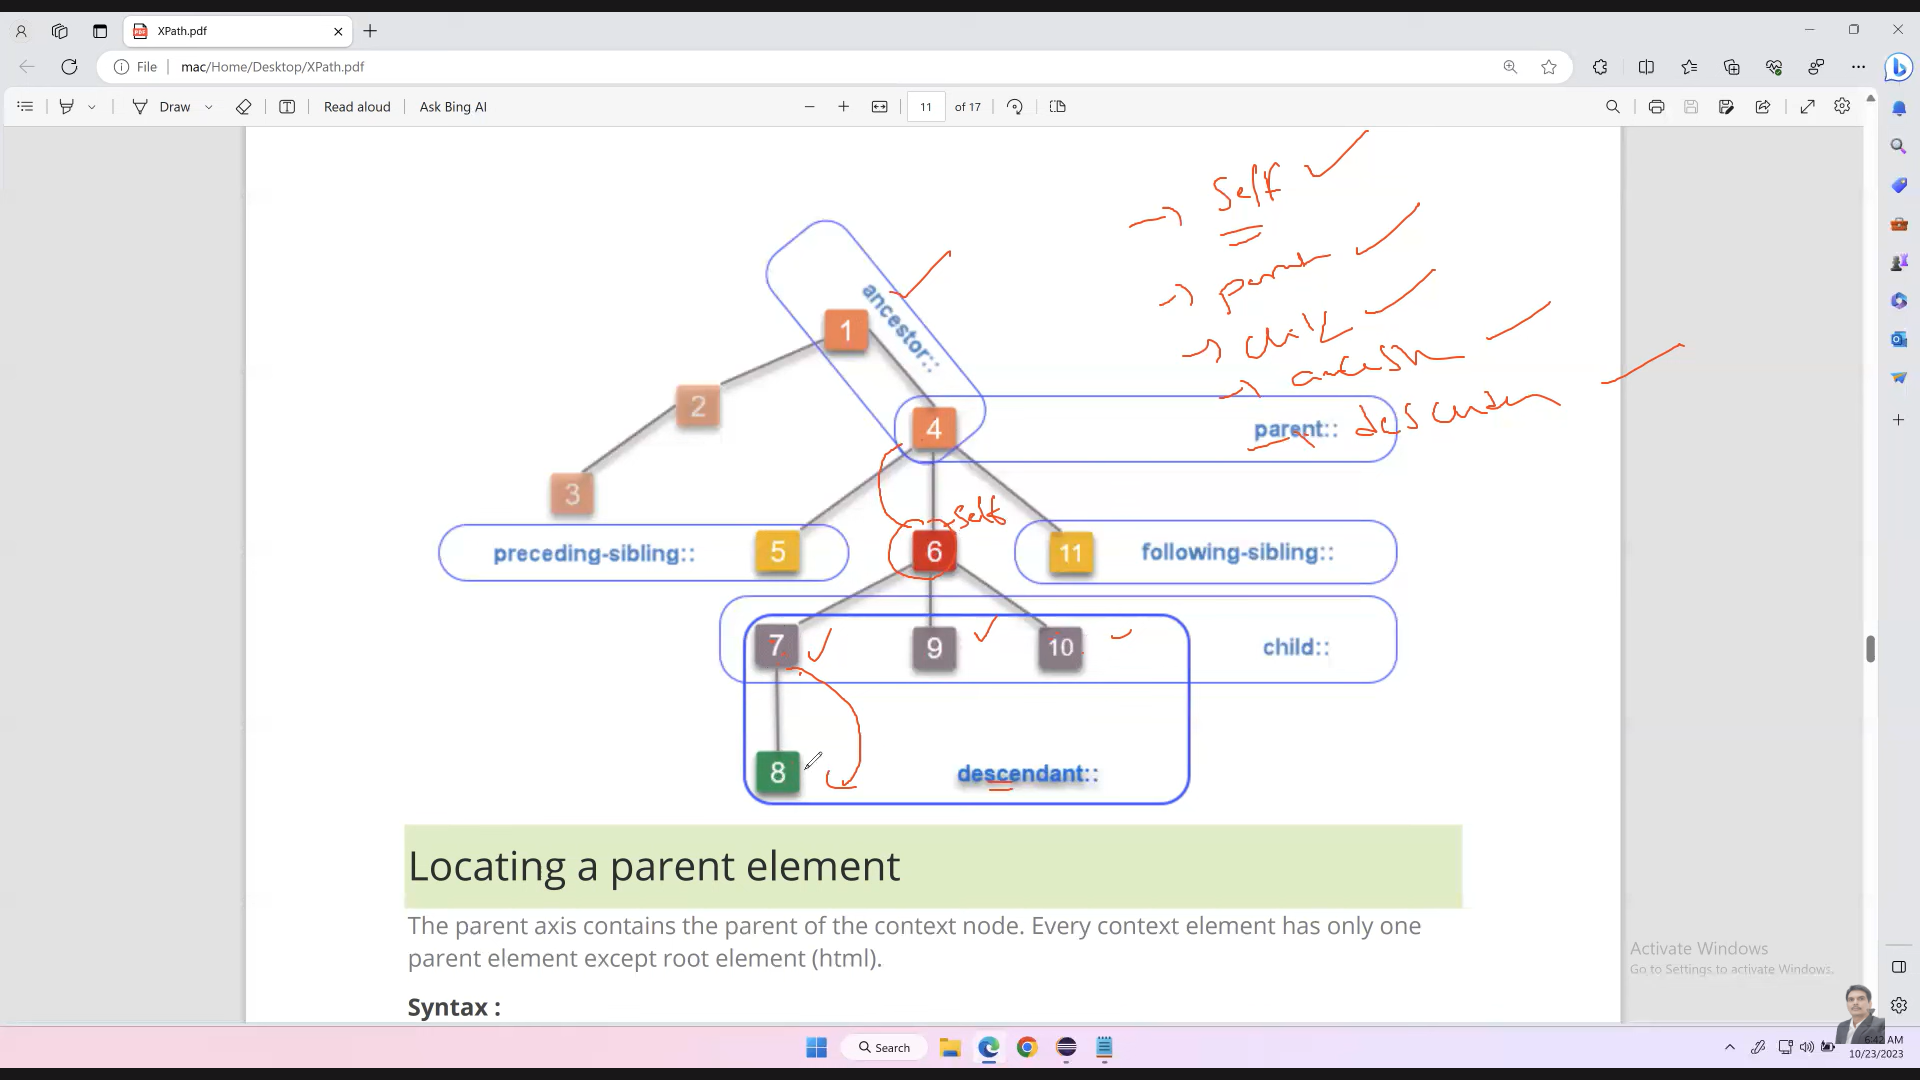 XPath.pdf
File mac/Home/Desktop/XPath.pdf
Draw Read aloud Ask Bing AI 11 of 17
Self
parent
child
ancestor::
1
2
4 parent::
3
Self
preceding-sibling:: 5 6 11 following-sibling::
7 9 10 child::
8 descendant::
Locating a parent element
The parent axis contains the parent of the context node. Every context element has only one
parent element except root element (html).
Syntax :
Activate Windows
Go to Settings to activate Windows.
Search
6:42 AM
10/23/2023